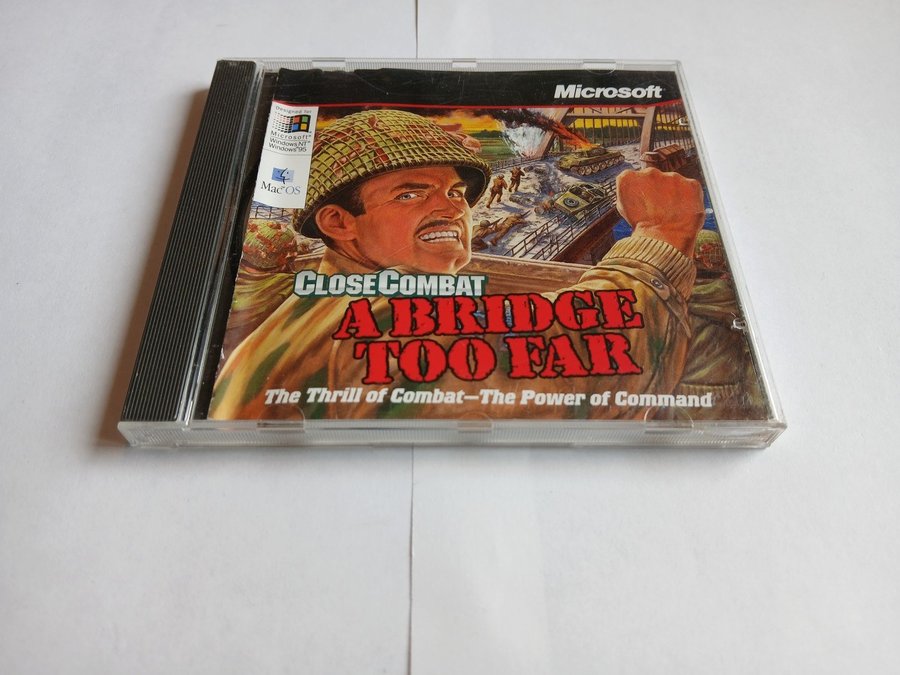 Microsoft
Designed for
Microsoft®
Windows NT®
Windows®95
Mac™OS
CLOSE COMBAT
A BRIDGE
TOO FAR
The Thrill of Combat—The Power of Command